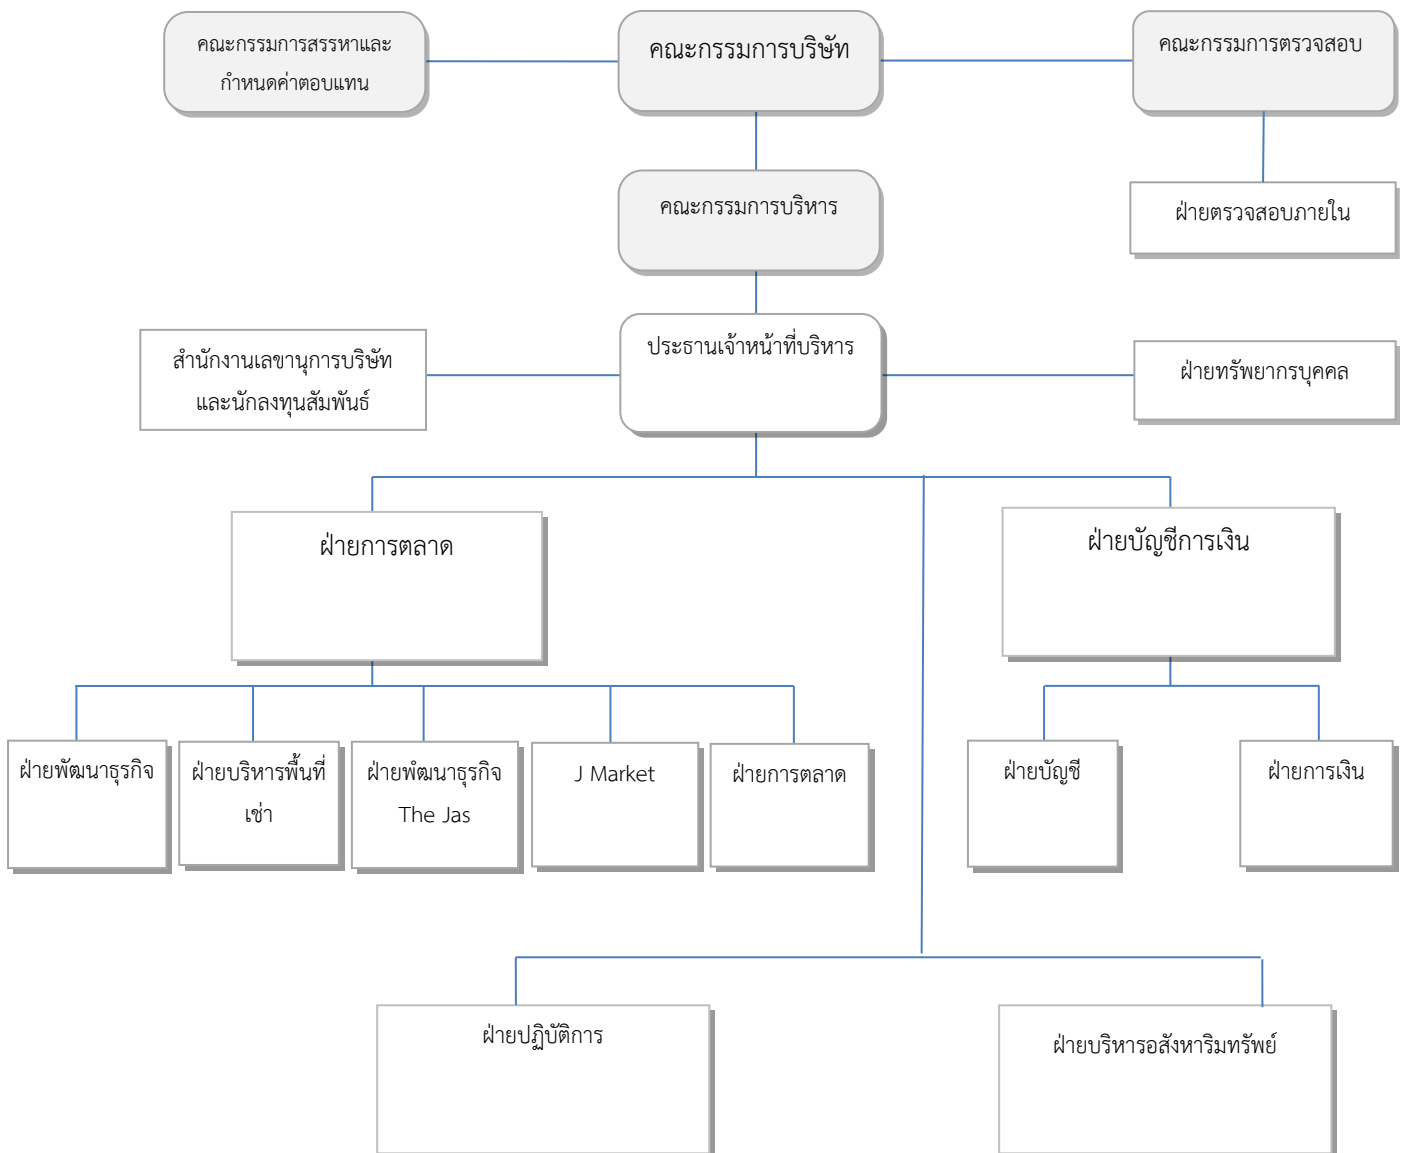 คณะกรรมการสรรหาและ
กำหนดค่าตอบแทน
คณะกรรมการบริษัท
คณะกรรมการตรวจสอบ
คณะกรรมการบริหาร
ฝ่ายตรวจสอบภายใน
สำนักงานเลขานุการบริษัท
และนักลงทุนสัมพันธ์
ประธานเจ้าหน้าที่บริหาร
ฝ่ายทรัพยากรบุคคล
ฝ่ายการตลาด
ฝ่ายบัญชีการเงิน
ฝ่ายพัฒนาธุรกิจ
ฝ่ายบริหารพื้นที่
เช่า
ฝ่ายพัฒนาธุรกิจ
The Jas
J Market
ฝ่ายการตลาด
ฝ่ายบัญชี
ฝ่ายการเงิน
ฝ่ายปฏิบัติการ
ฝ่ายบริหารอสังหาริมทรัพย์